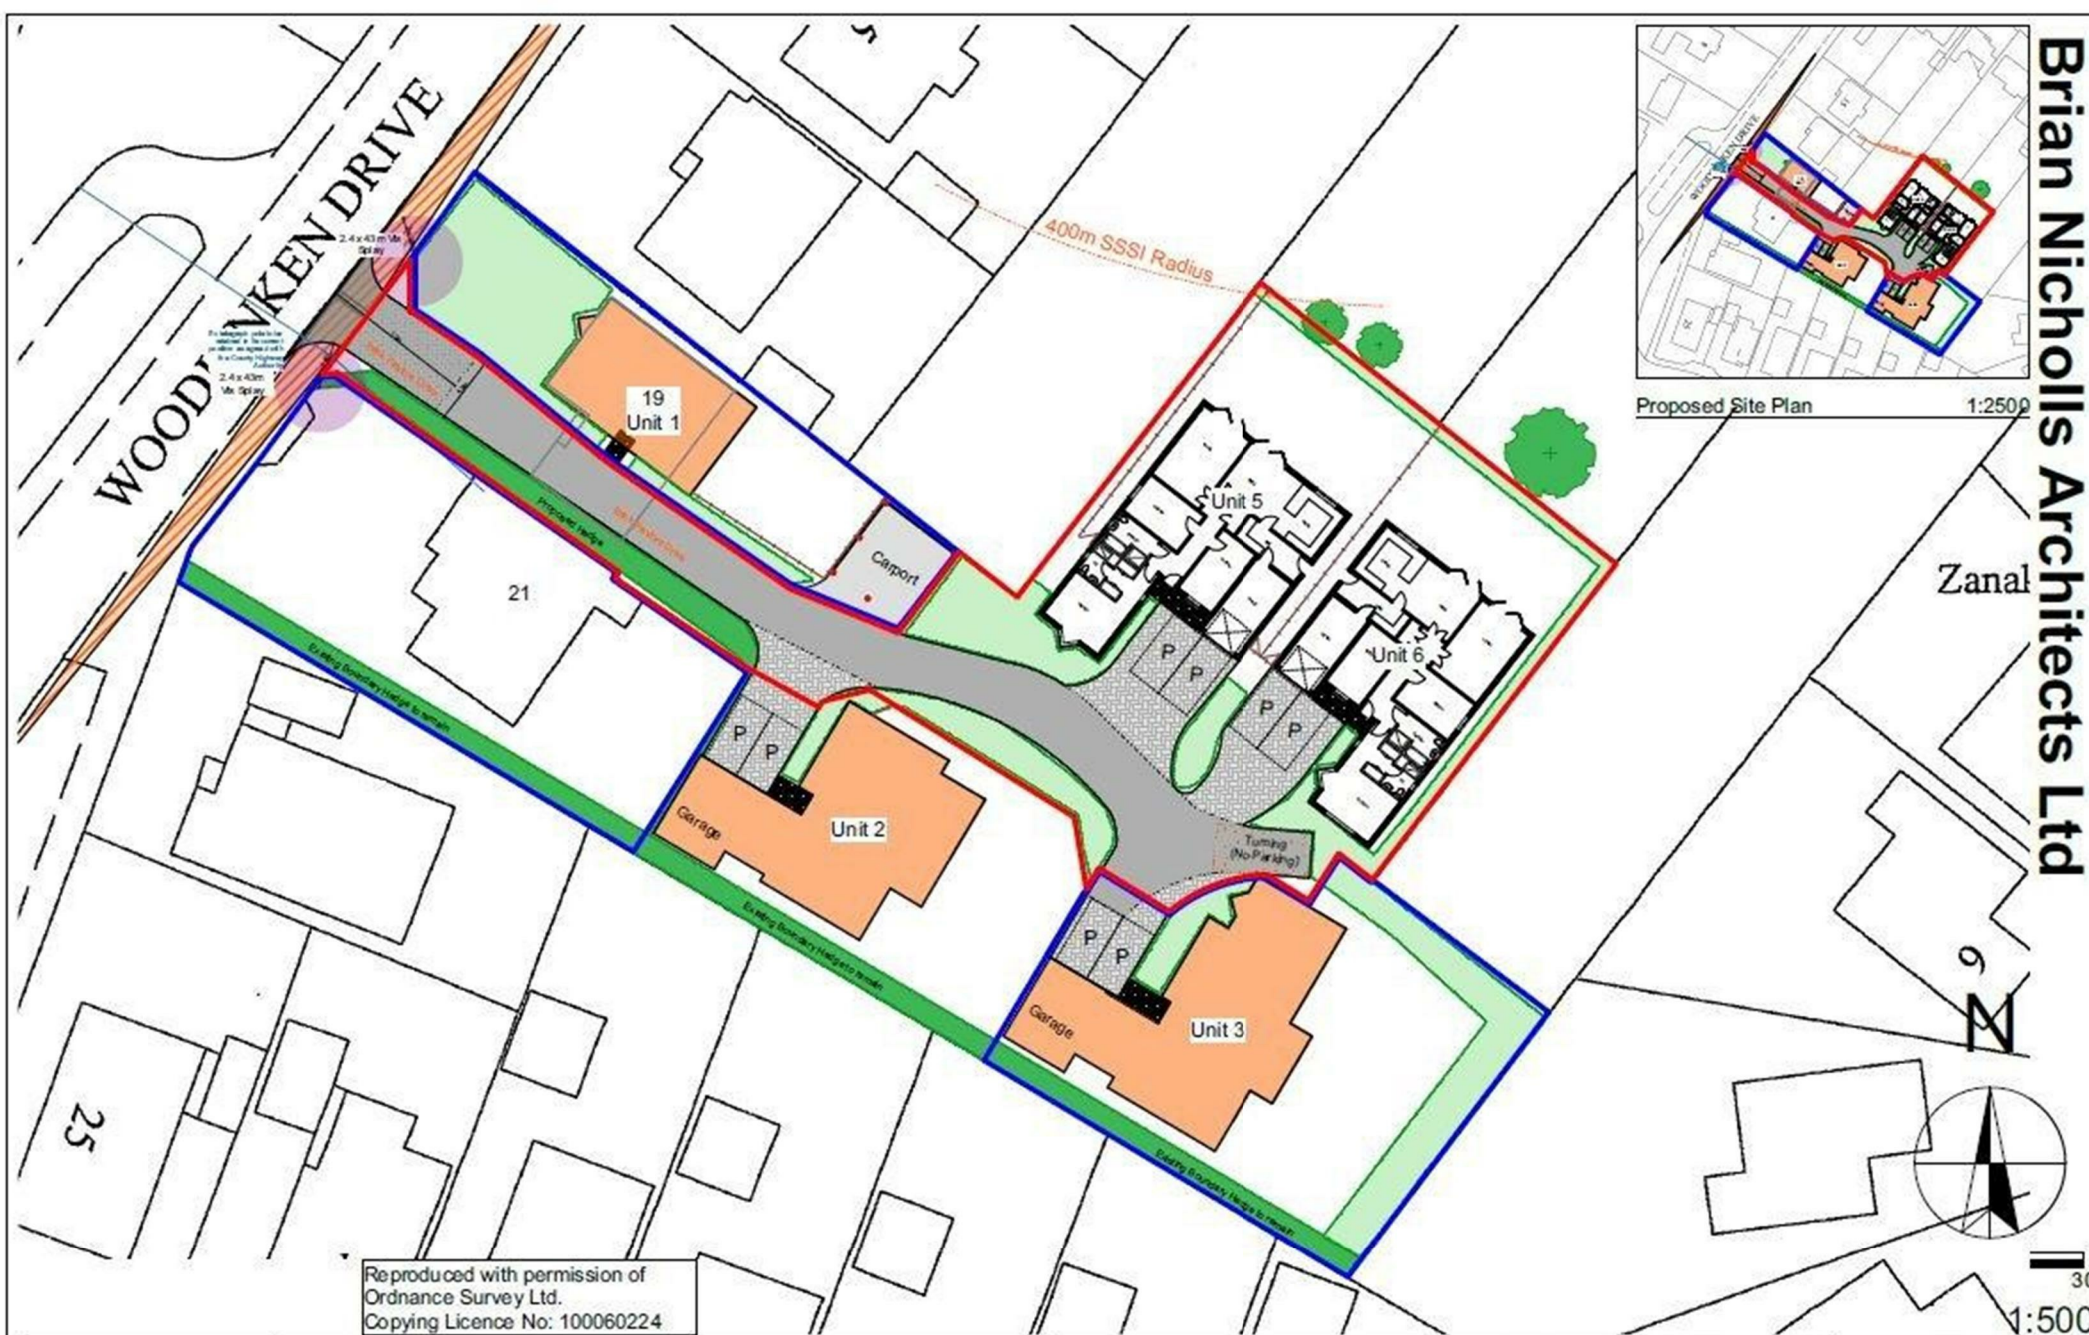 WOODLINKEN DRIVE
2.4 x 43m Vis
Splay
2.4 x 43m
Vis Splay
400m SSSI Radius
19
Unit 1
Carport
Proposed Hedge
21
Existing Boundary Hedge to remain
Unit 5
Unit 6
P
P
P
P
P
P
Garage
Unit 2
Turning
(No Parking)
Existing Boundary Hedge to remain
P
P
Garage
Unit 3
Existing Boundary Hedge to remain
25
Zanal
6
N
Proposed Site Plan
1:2500
Brian Nicholls Architects Ltd
1:500
Reproduced with permission of
Ordnance Survey Ltd.
Copying Licence No: 100060224